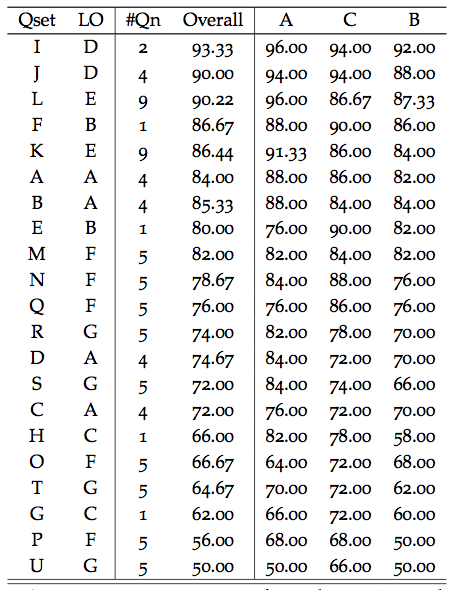 Qset LO #Qn Overall A C B
I D 2 93.33 96.00 94.00 92.00
J D 4 90.00 94.00 94.00 88.00
L E 9 90.22 96.00 86.67 87.33
F B 1 86.67 88.00 90.00 86.00
K E 9 86.44 91.33 86.00 84.00
A A 4 84.00 88.00 86.00 82.00
B A 4 85.33 88.00 84.00 84.00
E B 1 80.00 76.00 90.00 82.00
M F 5 82.00 82.00 84.00 82.00
N F 5 78.67 84.00 88.00 76.00
Q F 5 76.00 76.00 86.00 76.00
R G 5 74.00 82.00 78.00 70.00
D A 4 74.67 84.00 72.00 70.00
S G 5 72.00 84.00 74.00 66.00
C A 4 72.00 76.00 72.00 70.00
H C 1 66.00 82.00 78.00 58.00
O F 5 66.67 64.00 72.00 68.00
T G 5 64.67 70.00 72.00 62.00
G C 1 62.00 66.00 72.00 60.00
P F 5 56.00 68.00 68.00 50.00
U G 5 50.00 50.00 66.00 50.00